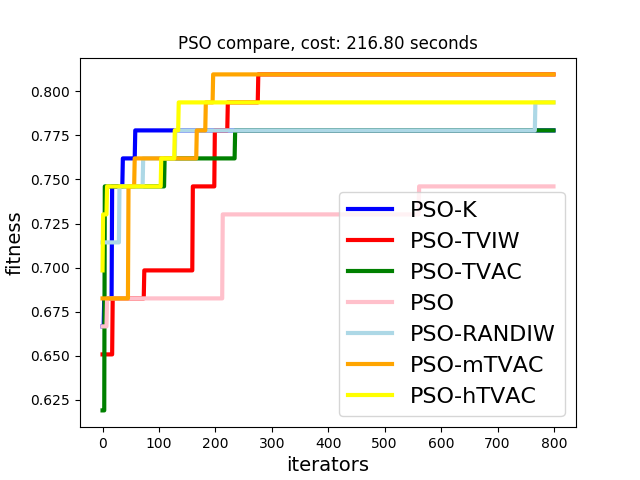 PSO compare, cost: 216.80 seconds
fitness
0.800
0.775
0.750
0.725
0.700
0.675
0.650
0.625
PSO-K
PSO-TVIW
PSO-TVAC
PSO
PSO-RANDIW
PSO-mTVAC
PSO-hTVAC
0 100 200 300 400 500 600 700 800
iterators